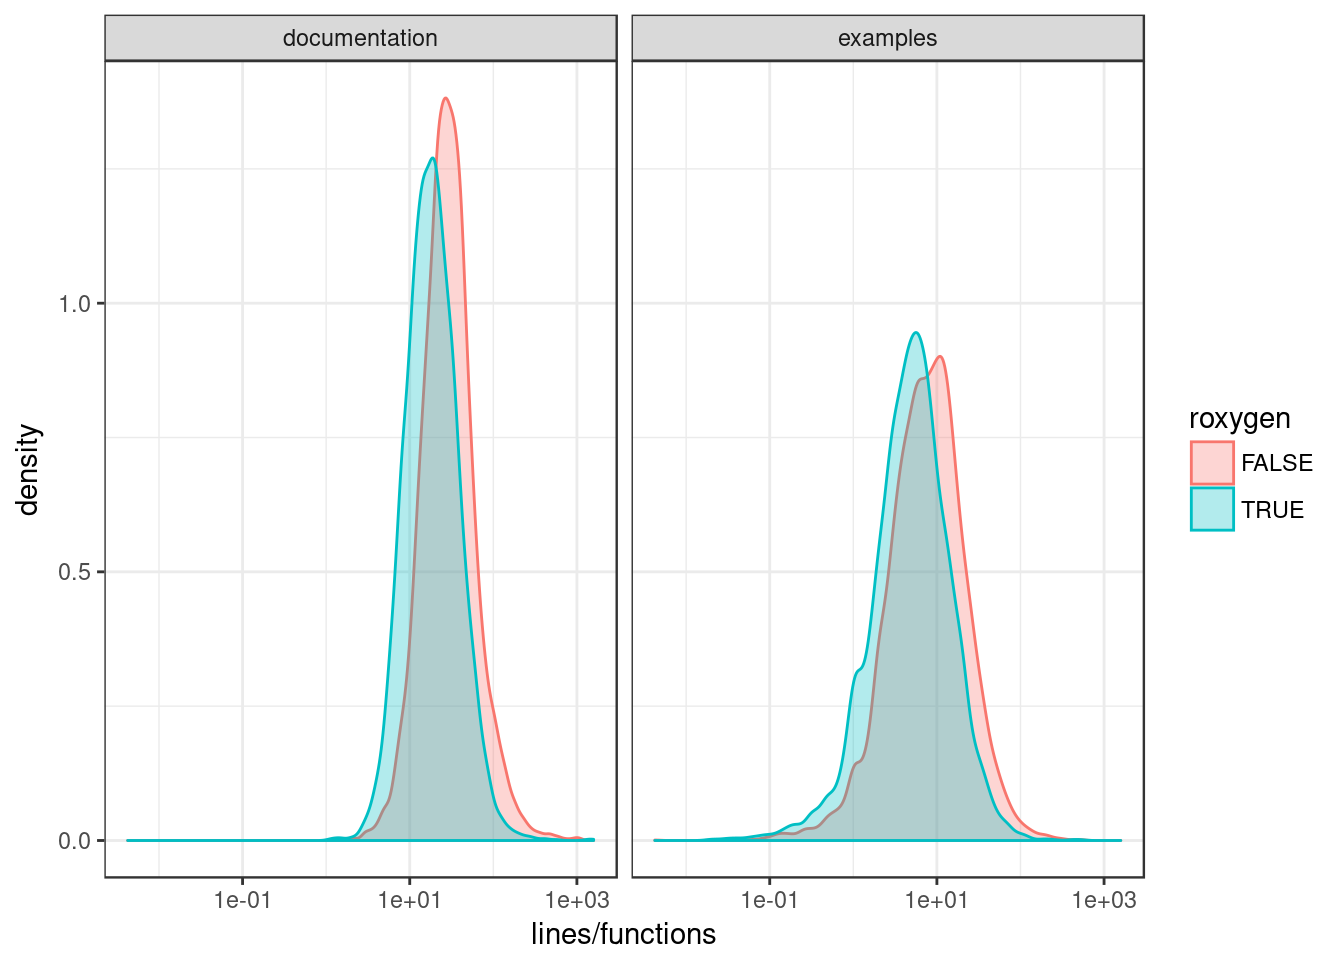 documentation
examples
density
1.0
0.5
0.0
1e-01
1e+01
1e+03
1e-01
1e+01
1e+03
lines/functions
roxygen
FALSE
TRUE